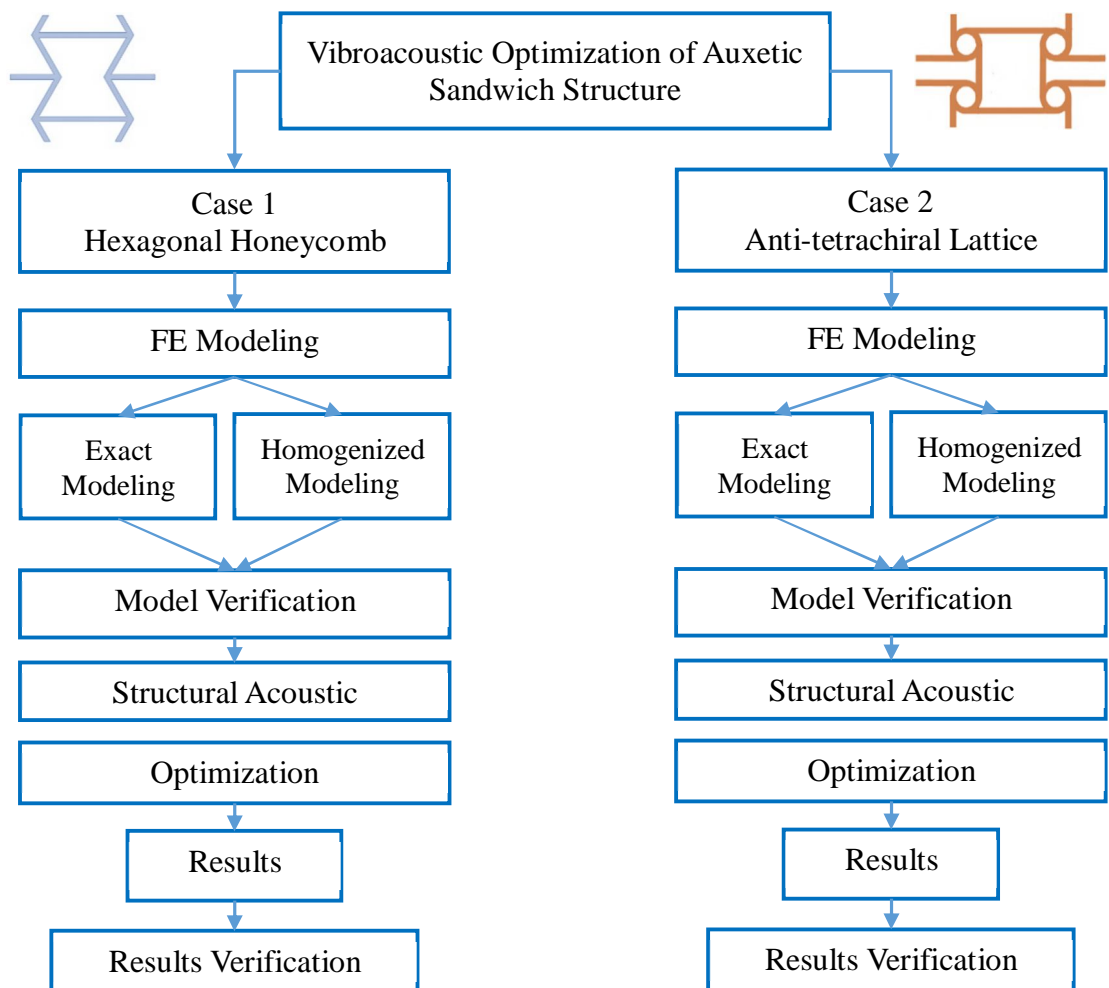 Vibroacoustic Optimization of Auxetic
Sandwich Structure
Case 1
Hexagonal Honeycomb
FE Modeling
Exact
Modeling
Homogenized
Modeling
Model Verification
Structural Acoustic
Optimization
Results
Results Verification
Case 2
Anti-tetrachiral Lattice
FE Modeling
Exact
Modeling
Homogenized
Modeling
Model Verification
Structural Acoustic
Optimization
Results
Results Verification